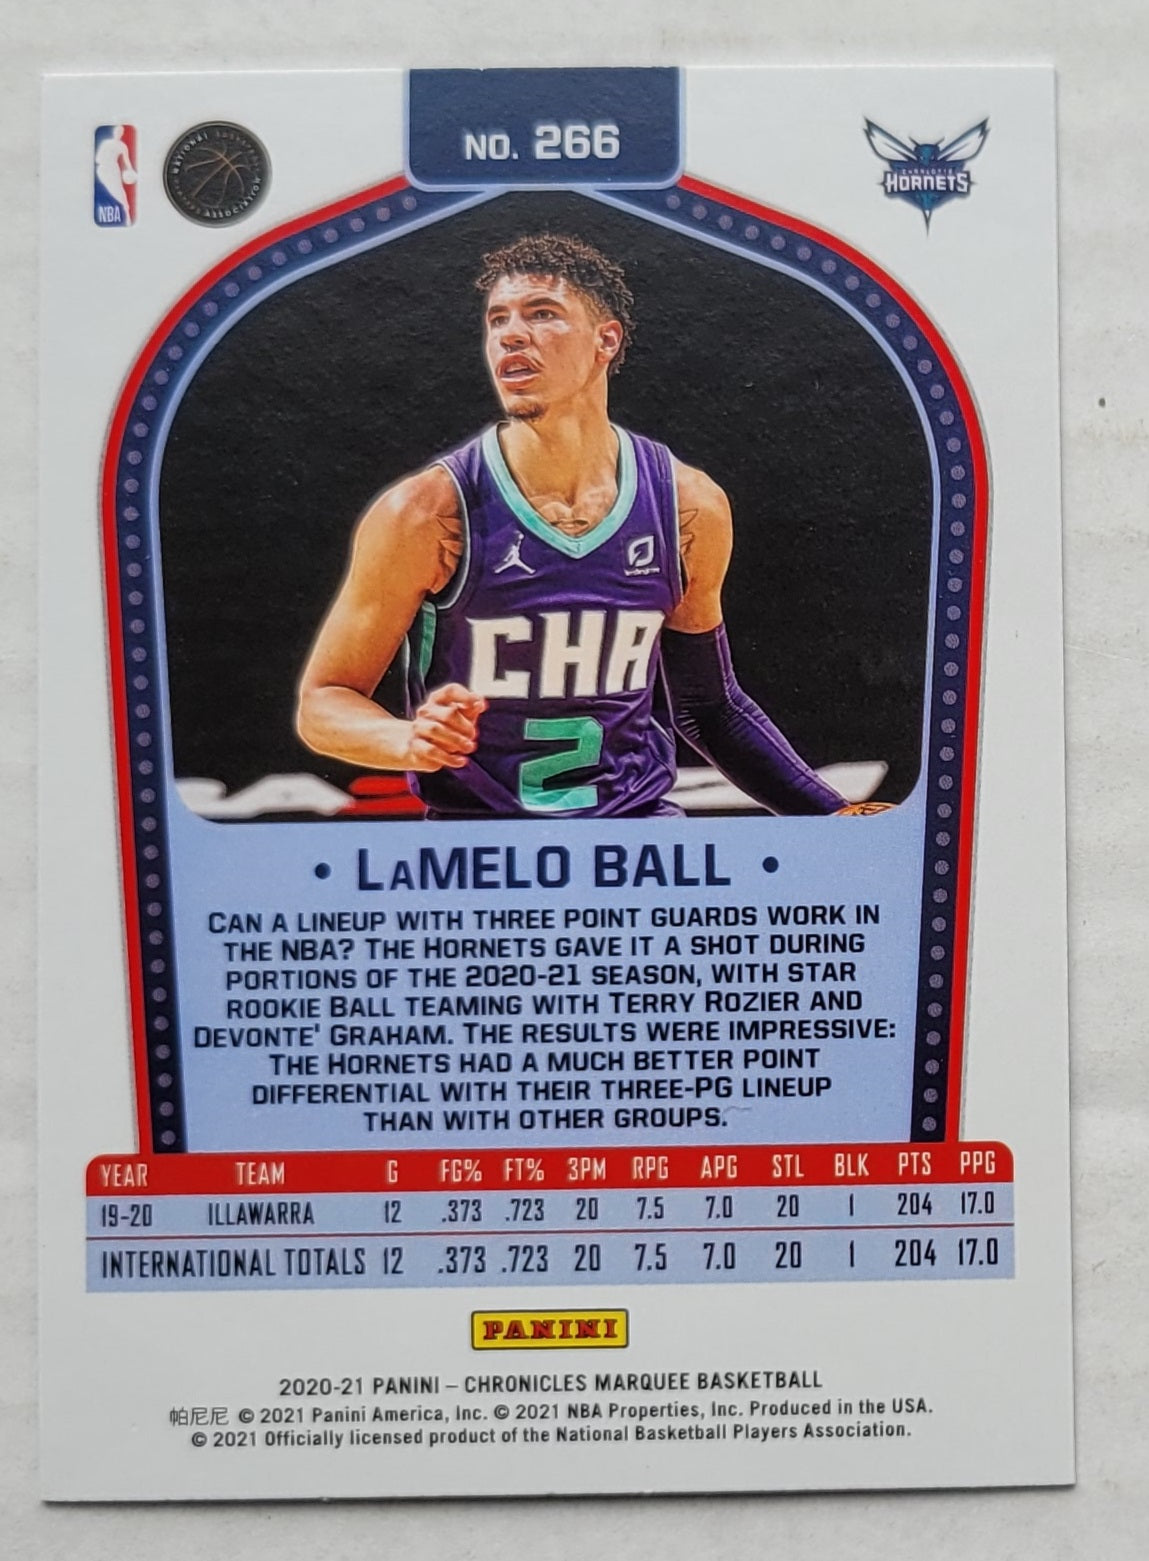 NO. 266
NBA
NATIONAL BASKETBALL
ASSOCIATION
CHARLOTTE
HORNETS
CHA
2
• LAMELO BALL •
CAN A LINEUP WITH THREE POINT GUARDS WORK IN
THE NBA? THE HORNETS GAVE IT A SHOT DURING
PORTIONS OF THE 2020-21 SEASON, WITH STAR
ROOKIE BALL TEAMING WITH TERRY ROZIER AND
DEVONTE' GRAHAM. THE RESULTS WERE IMPRESSIVE:
THE HORNETS HAD A MUCH BETTER POINT
DIFFERENTIAL WITH THEIR THREE-PG LINEUP
THAN WITH OTHER GROUPS.
YEAR TEAM G FG% FT% 3PM RPG APG STL BLK PTS PPG
19-20 ILLAWARRA 12 .373 .723 20 7.5 7.0 20 1 204 17.0
INTERNATIONAL TOTALS 12 .373 .723 20 7.5 7.0 20 1 204 17.0
PANINI
2020-21 PANINI – CHRONICLES MARQUEE BASKETBALL
帕尼尼 © 2021 Panini America, Inc. © 2021 NBA Properties, Inc. Produced in the USA.
© 2021 Officially licensed product of the National Basketball Players Association.